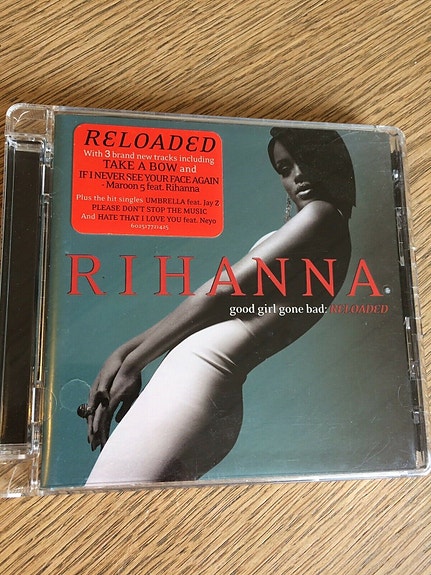 RELOADED
With 3 brand new tracks including
TAKE A BOW and
IF I NEVER SEE YOUR FACE AGAIN
- Maroon 5 feat. Rihanna
Plus the hit singles UMBRELLA feat. Jay Z
PLEASE DON'T STOP THE MUSIC
And HATE THAT I LOVE YOU feat. Neyo
602517721425
RIHANNA
good girl gone bad: RELOADED